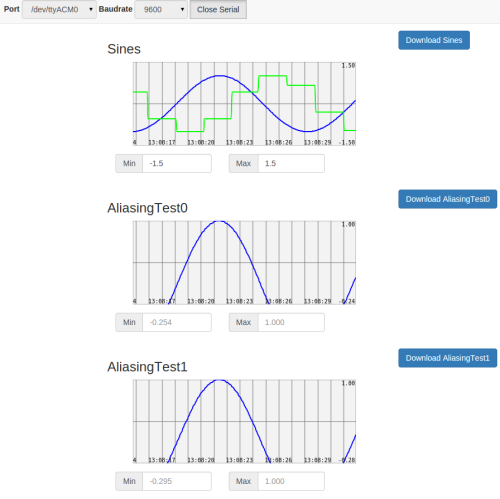 Port /dev/ttyACM0 Baudrate 9600 Close Serial
Sines
Download Sines
1.50
4 13:08:17 13:08:20 13:08:23 13:08:26 13:08:29 -1.50
Min -1.5 Max 1.5
AliasingTest0
Download AliasingTest0
1.00
4 13:08:17 13:08:20 13:08:23 13:08:26 13:08:29 -0.24
Min -0.254 Max 1.000
AliasingTest1
Download AliasingTest1
1.00
4 13:08:17 13:08:20 13:08:23 13:08:26 13:08:29 -0.28
Min -0.295 Max 1.000